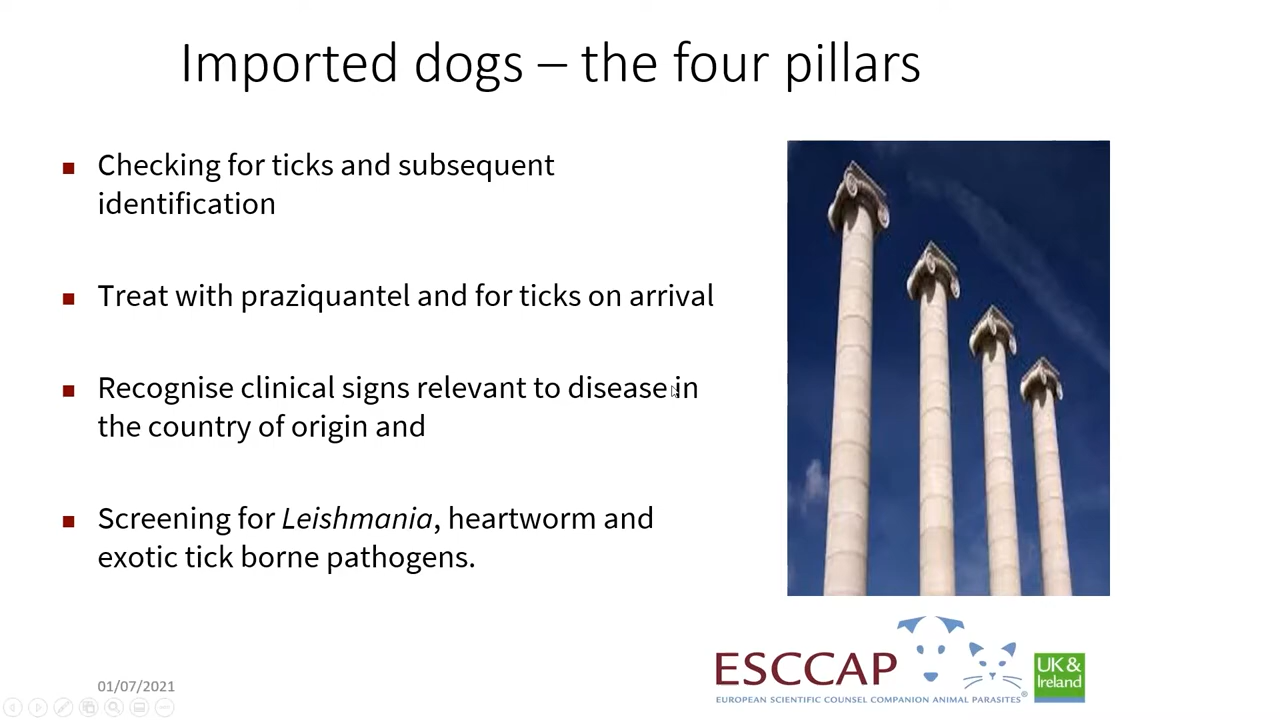 Imported dogs – the four pillars
Checking for ticks and subsequent
identification
Treat with praziquantel and for ticks on arrival
Recognise clinical signs relevant to disease in
the country of origin and
Screening for Leishmania, heartworm and
exotic tick borne pathogens.
ESCCAP
UK &
Ireland
EUROPEAN SCIENTIFIC COUNSEL COMPANION ANIMAL PARASITES®
01/07/2021